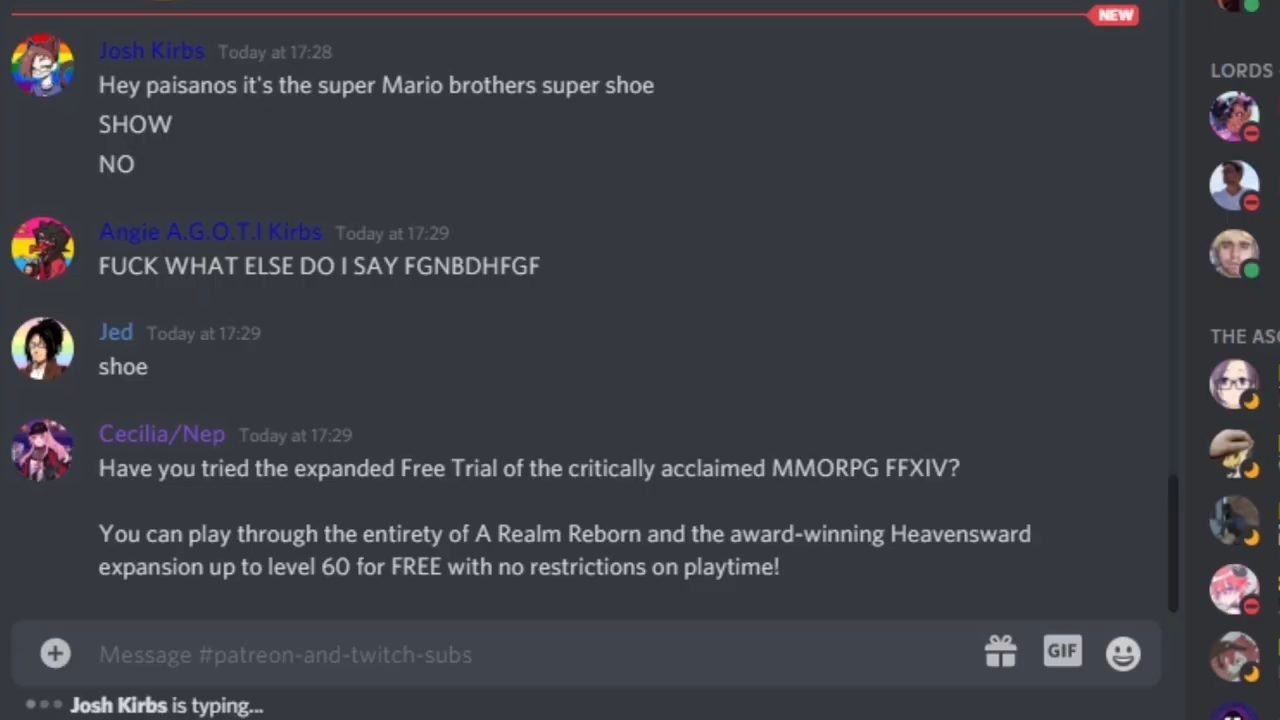 NEW
Josh Kirbs Today at 17:28
Hey paisanos it's the super Mario brothers super shoe
SHOW
NO
LORDS
Angie A.G.O.T.I Kirbs Today at 17:29
FUCK WHAT ELSE DO I SAY FGNBDHFGF
Jed Today at 17:29
shoe
THE ASC
Cecilia/Nep Today at 17:29
Have you tried the expanded Free Trial of the critically acclaimed MMORPG FFXIV?
You can play through the entirety of A Realm Reborn and the award-winning Heavensward
expansion up to level 60 for FREE with no restrictions on playtime!
Message #patreon-and-twitch-subs
GIF
Josh Kirbs is typing...